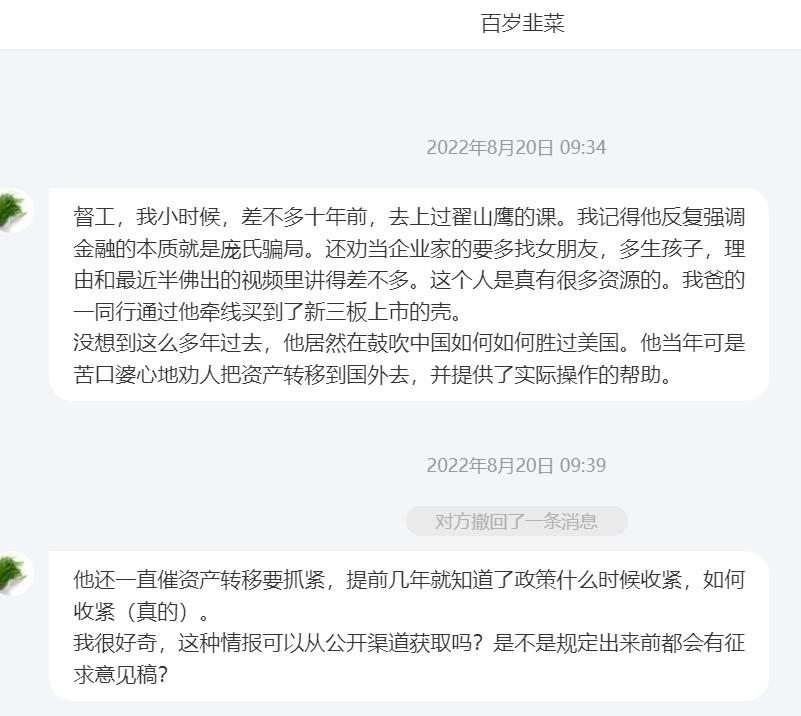 百岁韭菜
2022年8月20日 09:34
督工，我小时候，差不多十年前，去上过翟山鹰的课。我记得他反复强调
金融的本质就是庞氏骗局。还劝当企业家的要多找女朋友，多生孩子，理
由和最近半佛出的视频里讲得差不多。这个人是真有很多资源的。我爸的
一同行通过他牵线买到了新三板上市的壳。
没想到这么多年过去，他居然在鼓吹中国如何如何胜过美国。他当年可是
苦口婆心地劝人把资产转移到国外去，并提供了实际操作的帮助。
2022年8月20日 09:39
对方撤回了一条消息
他还一直催资产转移要抓紧，提前几年就知道了政策什么时候收紧，如何
收紧（真的）。
我很好奇，这种情报可以从公开渠道获取吗？是不是规定出来前都会有征
求意见稿？